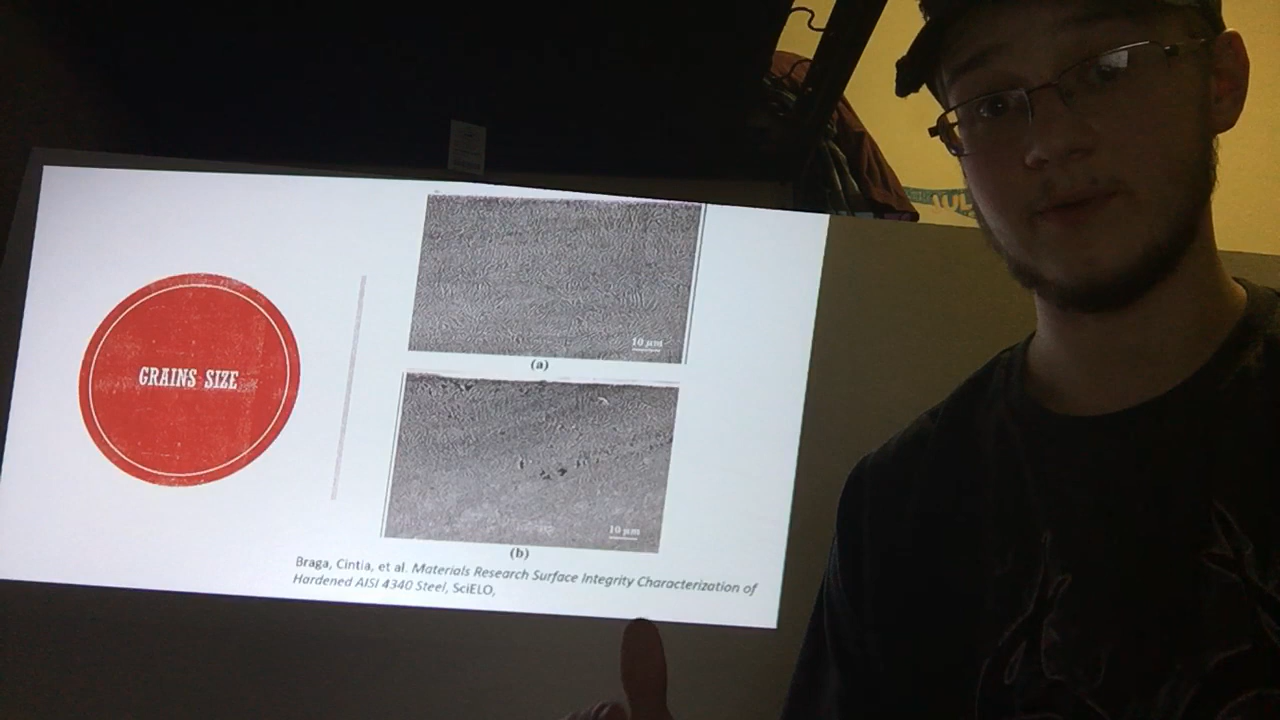 GRAINS SIZE
10 µm
(a)
10 µm
(b)
Braga, Cintia, et al. Materials Research Surface Integrity Characterization of
Hardened AISI 4340 Steel, SciELO,